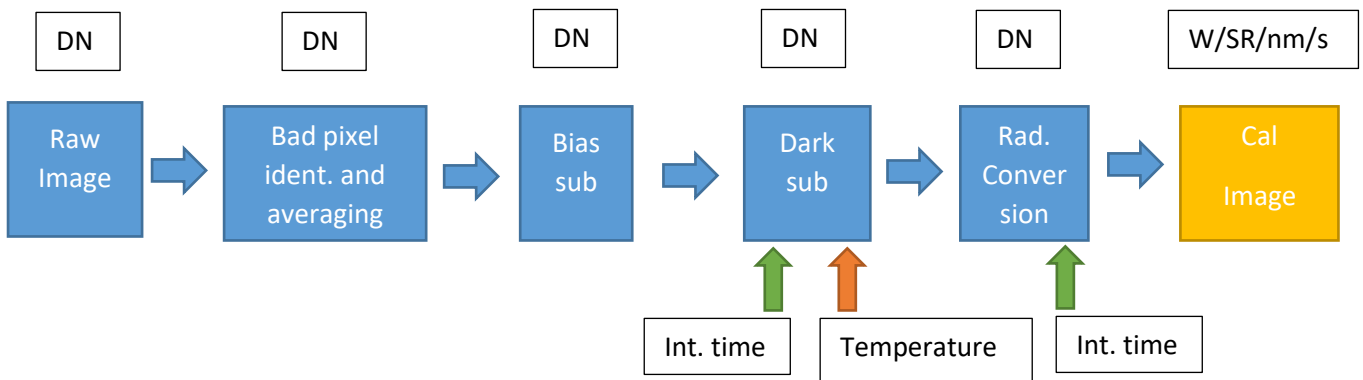 DN
DN
DN
DN
DN
W/SR/nm/s
Raw
Image
Bad pixel
ident. and
averaging
Bias
sub
Dark
sub
Rad.
Conver
sion
Cal
Image
Int. time
Temperature
Int. time